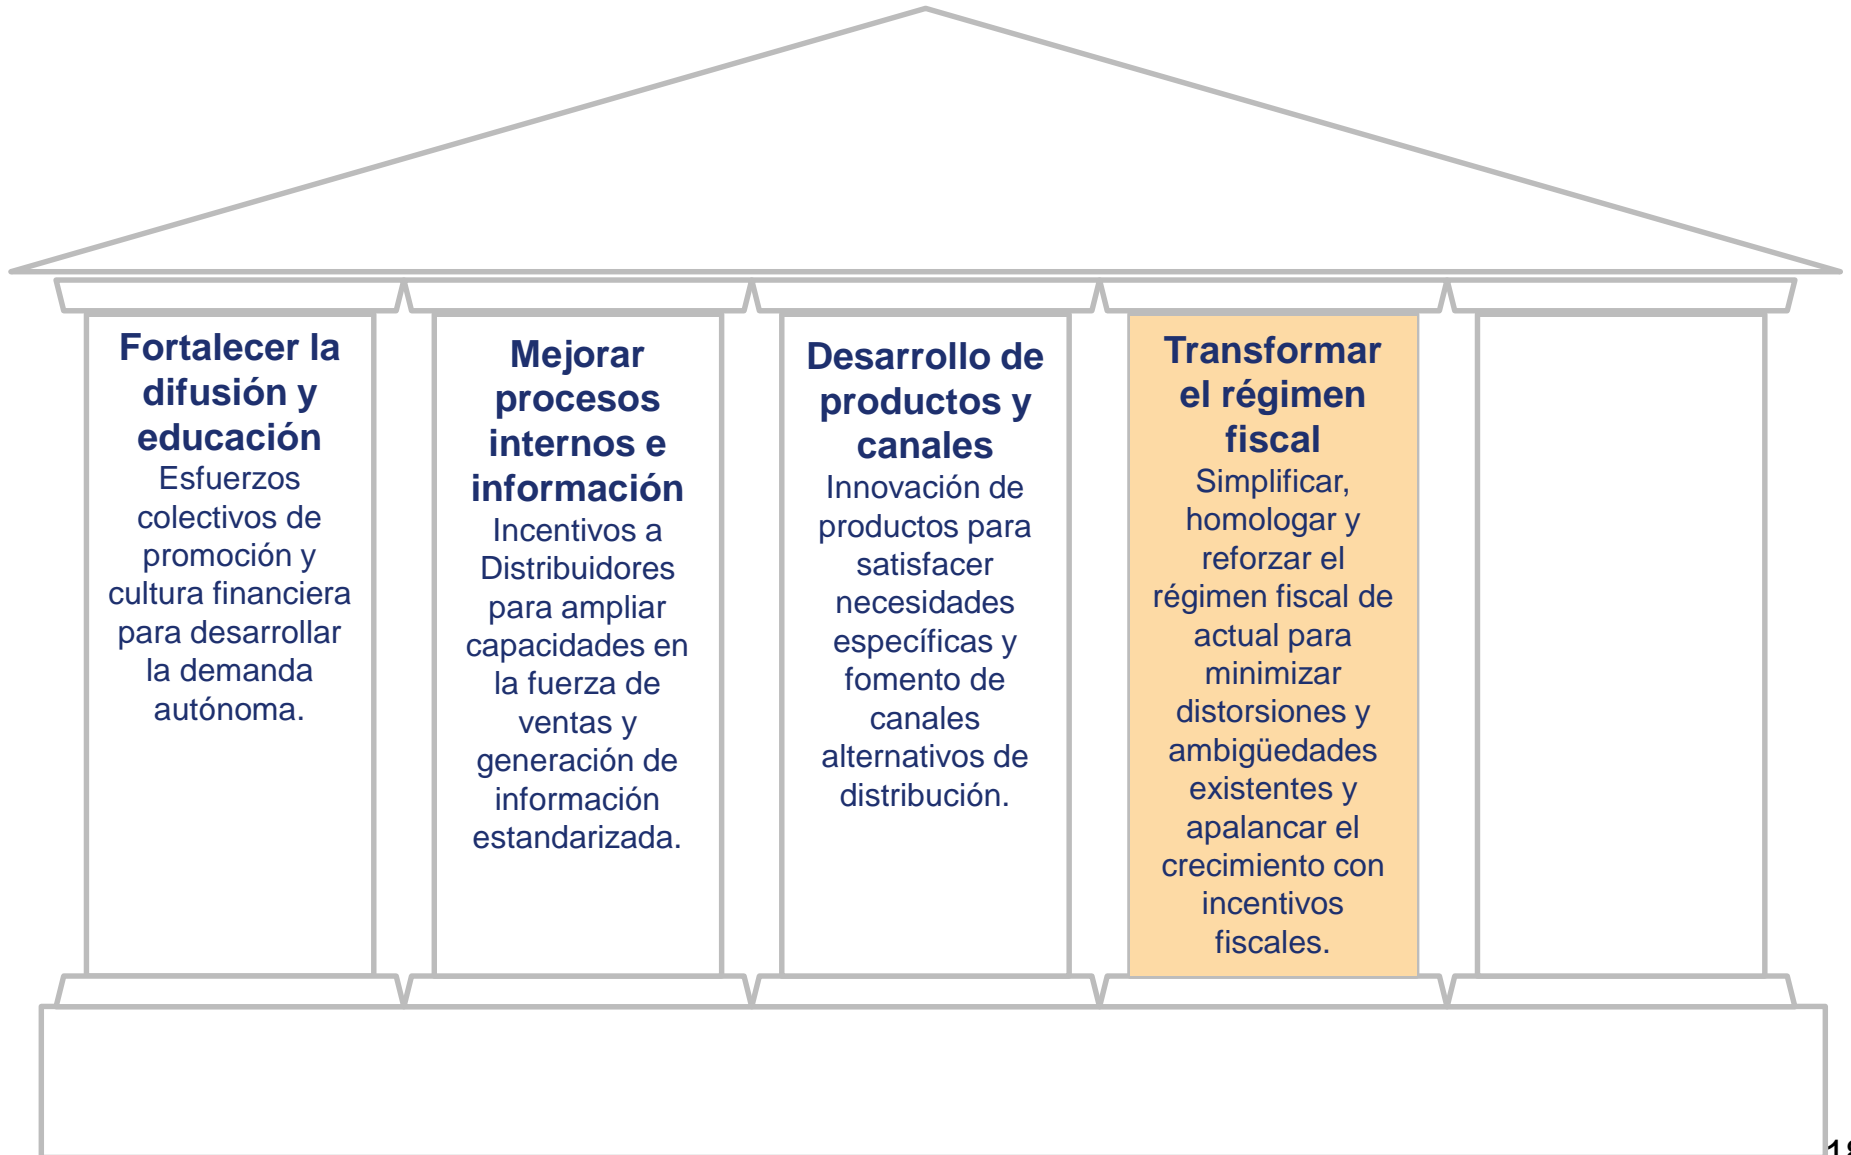 Fortalecer la
difusión y
educación
Esfuerzos
colectivos de
promoción y
cultura financiera
para desarrollar
la demanda
autónoma.
Mejorar
procesos
internos e
información
Incentivos a
Distribuidores
para ampliar
capacidades en
la fuerza de
ventas y
generación de
información
estandarizada.
Desarrollo de
productos y
canales
Innovación de
productos para
satisfacer
necesidades
específicas y
fomento de
canales
alternativos de
distribución.
Transformar
el régimen
fiscal
Simplificar,
homologar y
reforzar el
régimen fiscal de
actual para
minimizar
distorsiones y
ambigüedades
existentes y
apalancar el
crecimiento con
incentivos
fiscales.